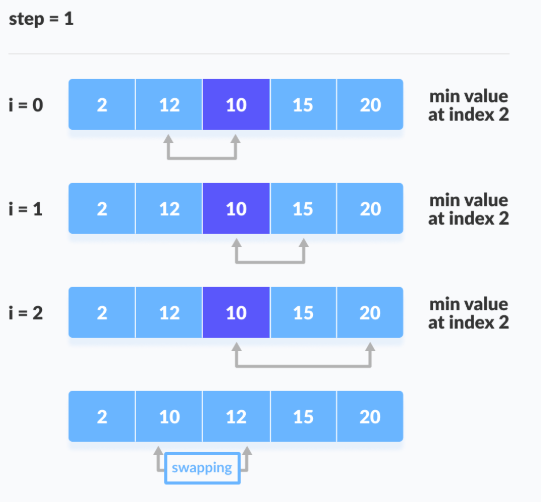 step = 1
i = 0 2 12 10 15 20 min value
at index 2
i = 1 2 12 10 15 20 min value
at index 2
i = 2 2 12 10 15 20 min value
at index 2
2 10 12 15 20
swapping